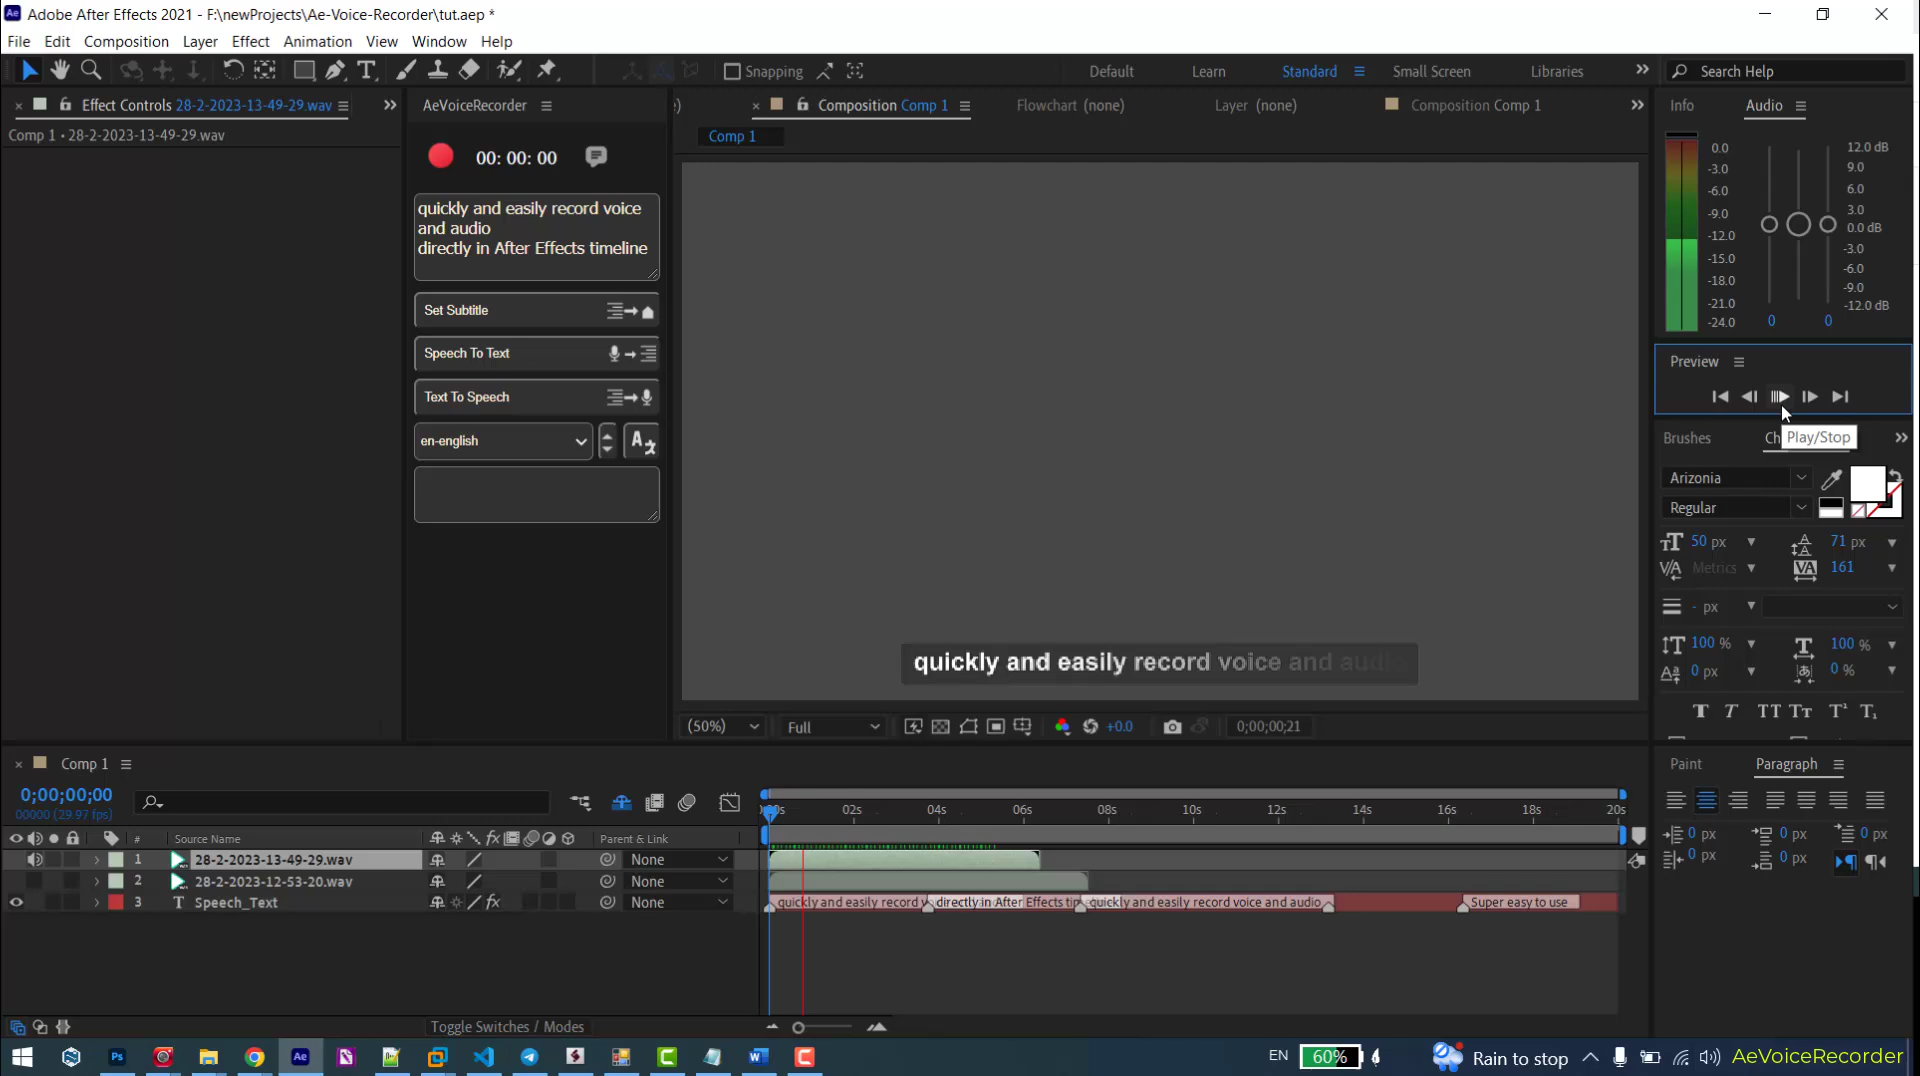 Adobe After Effects 2021 - F:\newProjects\Ae-Voice-Recorder\tut.aep *
File Edit Composition Layer Effect Animation View Window Help
Snapping Default Learn Standard Small Screen Libraries Search Help
Effect Controls 28-2-2023-13-49-29.wav
Comp 1 • 28-2-2023-13-49-29.wav
AeVoiceRecorder
00: 00: 00
quickly and easily record voice
and audio
directly in After Effects timeline
Set Subtitle
Speech To Text
Text To Speech
en-english
Composition Comp 1 Flowchart (none) Layer (none) Composition Comp 1
Comp 1
quickly and easily record voice and audi
(50%) Full +0.0 0;00;00;21
Info Audio
0.0
-3.0
-6.0
-9.0
-12.0
-15.0
-18.0
-21.0
-24.0
12.0 dB
9.0
6.0
3.0
0.0 dB
-3.0
-6.0
-9.0
-12.0 dB
0 0
Preview
Brushes Ch
Play/Stop
Arizonia
Regular
50 px 71 px
Metrics 161
- px
100 % 100 %
0 px 0 %
T T TT Tt T¹ T₁
Paint Paragraph
0 px 0 px 0 px
0 px 0 px
Comp 1
0;00;00;00
00000 (29.97 fps)
# Source Name Parent & Link
1 28-2-2023-13-49-29.wav None
2 28-2-2023-12-53-20.wav None
3 T Speech_Text None
00s 02s 04s 06s 08s 10s 12s 14s 16s 18s 20s
quickly and easily record v directly in After Effects tim quickly and easily record voice and audio Super easy to use
Toggle Switches / Modes
EN 60% Rain to stop AeVoiceRecorder